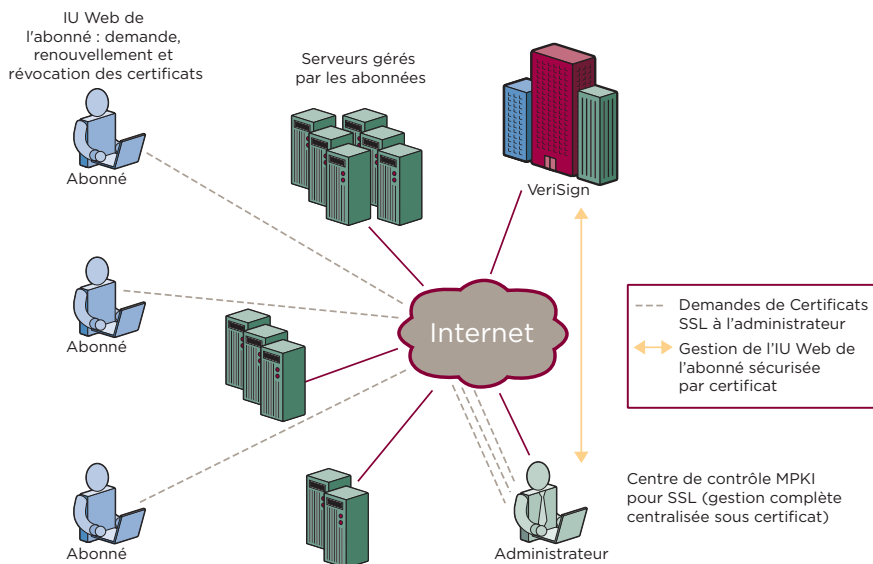 IU Web de
l'abonné : demande,
renouvellement et
révocation des certificats
Abonné
Serveurs gérés
par les abonnées
VeriSign
Abonné
Internet
Demandes de Certificats
SSL à l'administrateur
Gestion de l'IU Web de
l'abonné sécurisée
par certificat
Abonné
Administrateur
Centre de contrôle MPKI
pour SSL (gestion complète
centralisée sous certificat)